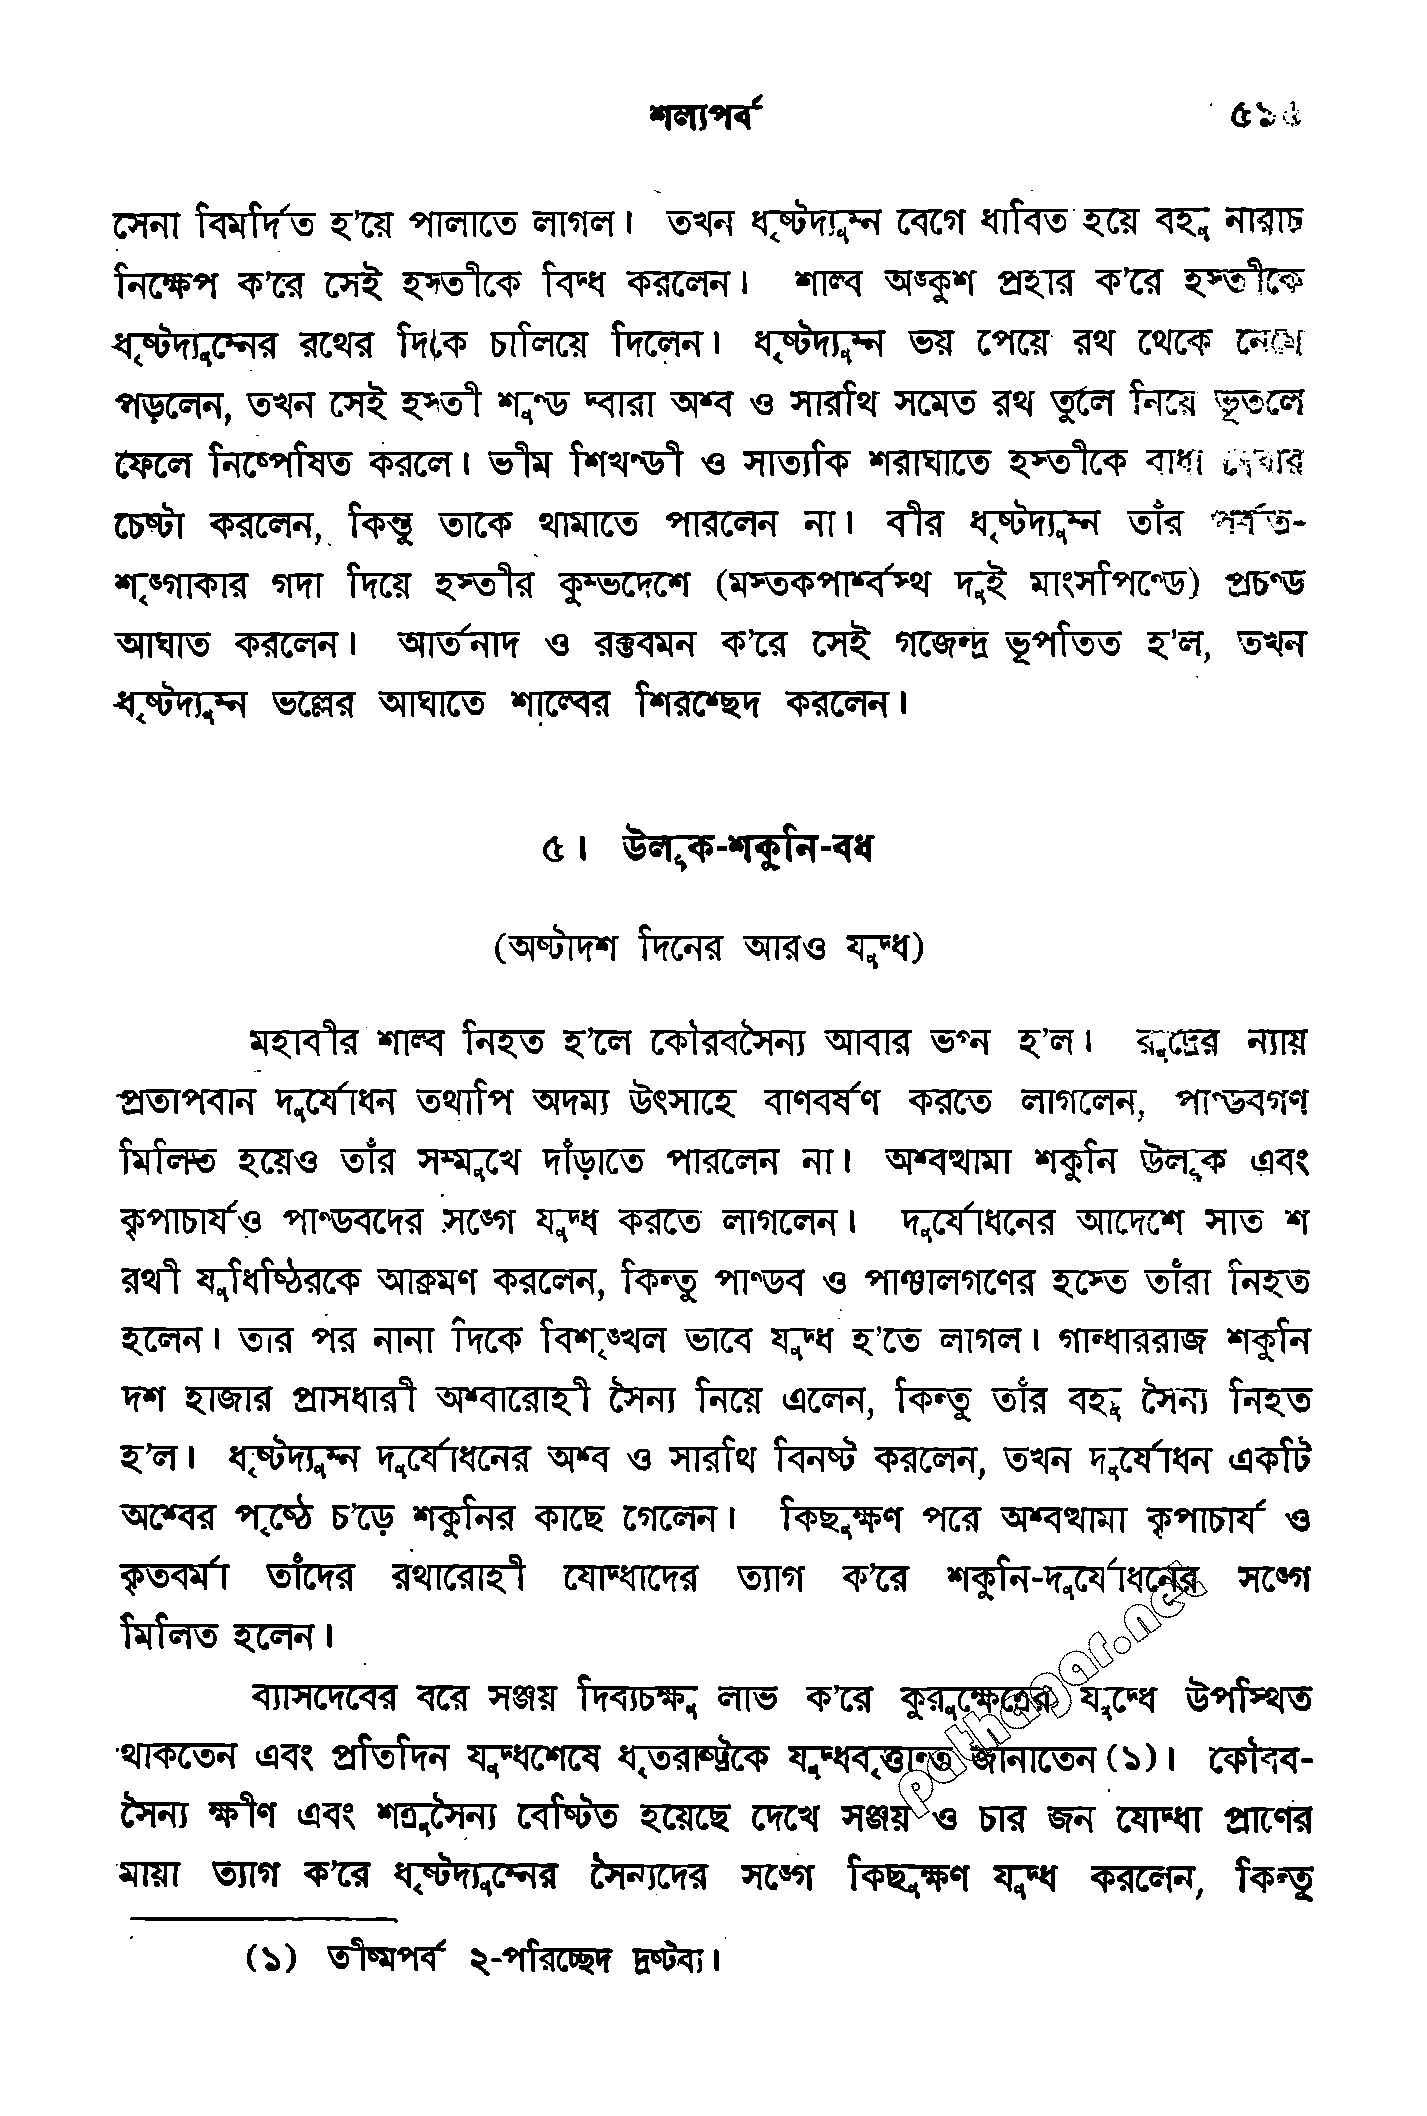 শল্যপর্ব
সেনা বিমর্দিত হ'য়ে পালাতে লাগল। তখন ধৃষ্টদ্যুম্ন বেগে ধাবিত হয়ে বহু নারাচ
নিক্ষেপ ক'রে সেই হস্তীকে বিদ্ধ করলেন। শাল্ব অঙ্কুশ প্রহার ক'রে হস্তীকে
ধৃষ্টদ্যুম্নের রথের দিকে চালিয়ে দিলেন। ধৃষ্টদ্যুম্ন ভয় পেয়ে রথ থেকে নেমে
পড়লেন, তখন সেই হস্তী শুণ্ড দ্বারা অশ্ব ও সারথি সমেত রথ তুলে নিয়ে ভূতলে
ফেলে নিষ্পেষিত করলে। ভীম শিখণ্ডী ও সাত্যকি শরাঘাতে হস্তীকে বাধা দেবার
চেষ্টা করলেন, কিন্তু তাকে থামাতে পারলেন না। বীর ধৃষ্টদ্যুম্ন তাঁর পর্বত-
শৃঙ্গাকার গদা দিয়ে হস্তীর কুম্ভদেশে (মস্তকপার্শ্বস্থ দুই মাংসপিণ্ডে) প্রচণ্ড
আঘাত করলেন। আর্তনাদ ও রক্তবমন ক'রে সেই গজেন্দ্র ভূপতিত হ'ল, তখন
ধৃষ্টদ্যুম্ন ভল্লের আঘাতে শাল্বের শিরশ্ছেদ করলেন।
৫। উলূক-শকুনি-বধ
(অষ্টাদশ দিনের আরও যুদ্ধ)
মহাবীর শাল্ব নিহত হ'লে কৌরবসৈন্য আবার ভগ্ন হ'ল। রুদ্রের ন্যায়
প্রতাপবান দুর্যোধন তথাপি অদম্য উৎসাহে বাণবর্ষণ করতে লাগলেন, পাণ্ডবগণ
মিলিত হয়েও তাঁর সম্মুখে দাঁড়াতে পারলেন না। অশ্বত্থামা শকুনি উলূক এবং
কৃপাচার্যও পাণ্ডবদের সঙ্গে যুদ্ধ করতে লাগলেন। দুর্যোধনের আদেশে সাত শ
রথী যুধিষ্ঠিরকে আক্রমণ করলেন, কিন্তু পাণ্ডব ও পাঞ্চালগণের হস্তে তাঁরা নিহত
হলেন। তার পর নানা দিকে বিশৃঙ্খল ভাবে যুদ্ধ হ'তে লাগল। গান্ধাররাজ শকুনি
দশ হাজার প্রাসধারী অশ্বারোহী সৈন্য নিয়ে এলেন, কিন্তু তাঁর বহু সৈন্য নিহত
হ'ল। ধৃষ্টদ্যুম্ন দুর্যোধনের অশ্ব ও সারথি বিনষ্ট করলেন, তখন দুর্যোধন একটি
অশ্বের পৃষ্ঠে চ'ড়ে শকুনির কাছে গেলেন। কিছুক্ষণ পরে অশ্বত্থামা কৃপাচার্য ও
কৃতবর্মা তাঁদের রথারোহী যোদ্ধাদের ত্যাগ ক'রে শকুনি-দুর্যোধনের সঙ্গে
মিলিত হলেন।
ব্যাসদেবের বরে সঞ্জয় দিব্যচক্ষু লাভ ক'রে কুরুক্ষেত্রের যুদ্ধে উপস্থিত
থাকতেন এবং প্রতিদিন যুদ্ধশেষে ধৃতরাষ্ট্রকে যুদ্ধবৃত্তান্ত জানাতেন(১)। কৌরব-
সৈন্য ক্ষীণ এবং শত্রুসৈন্য বেষ্টিত হয়েছে দেখে সঞ্জয় ও চার জন যোদ্ধা প্রাণের
মায়া ত্যাগ ক'রে ধৃষ্টদ্যুম্নের সৈন্যদের সঙ্গে কিছুক্ষণ যুদ্ধ করলেন, কিন্তু
(১) ভীষ্মপর্ব ২-পরিচ্ছেদ দ্রষ্টব্য।
pathagar.net